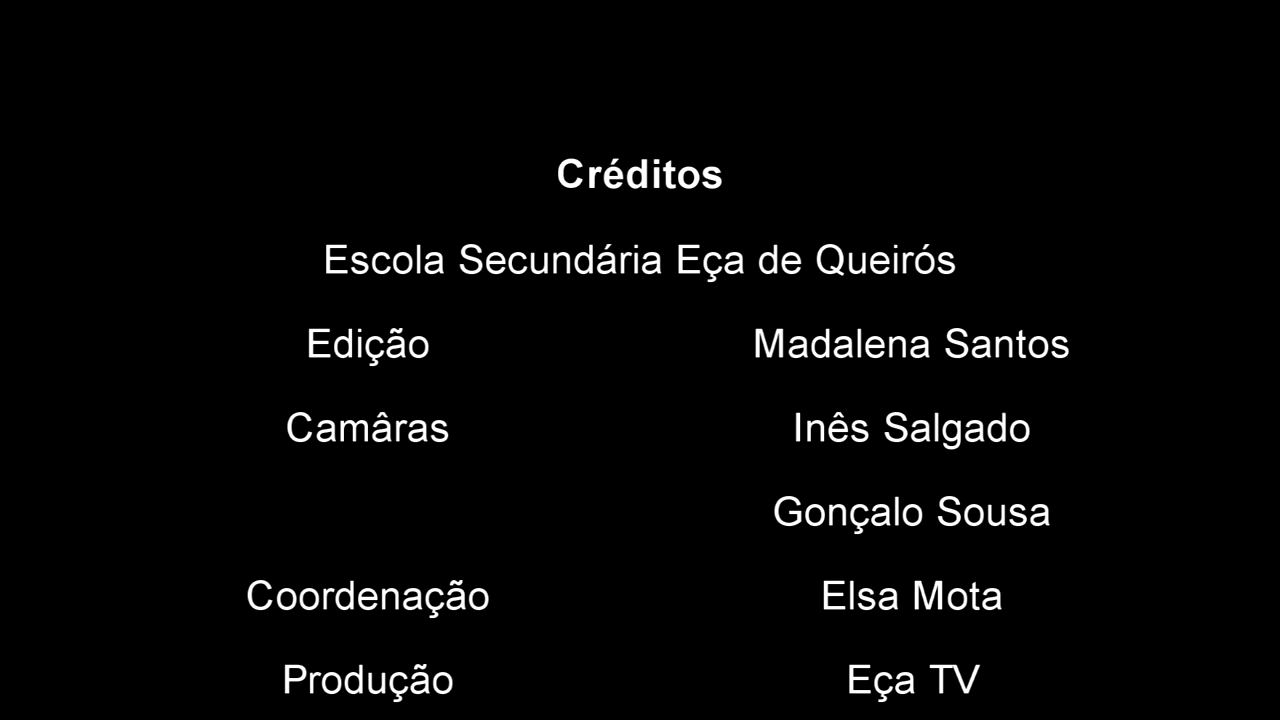 Créditos
Escola Secundária Eça de Queirós
Edição Madalena Santos
Camâras Inês Salgado
Gonçalo Sousa
Coordenação Elsa Mota
Produção Eça TV